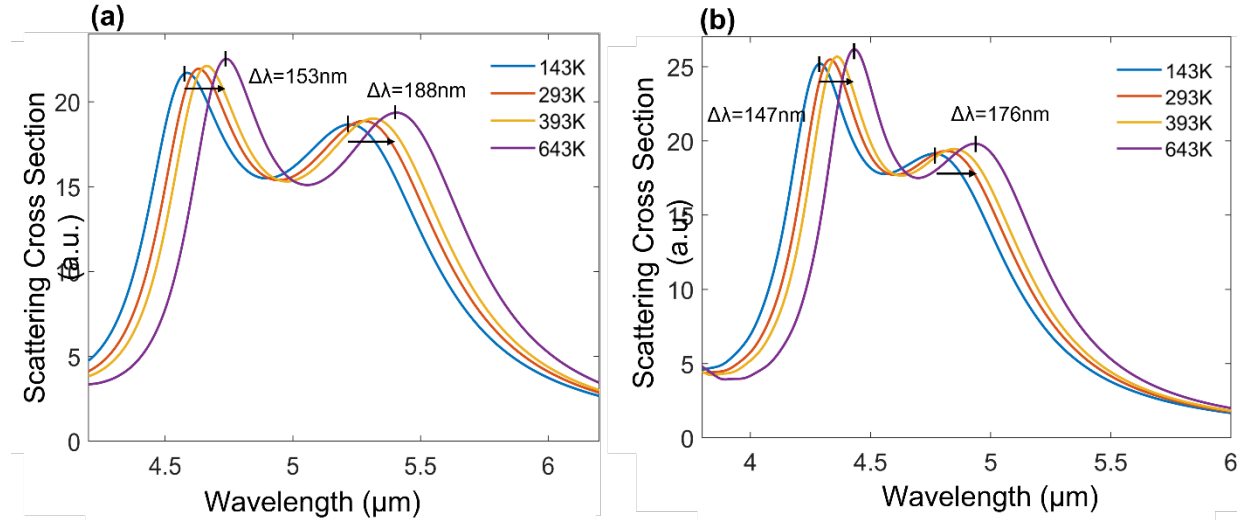 (a)
Scattering Cross Section
(a.u.)
20
15
10
5
0
4.5
5
5.5
6
Wavelength (μm)
Δλ=153nm
Δλ=188nm
143K
293K
393K
643K
(b)
Scattering Cross Section
(a.u.)
25
20
15
10
5
0
4
4.5
5
5.5
6
Wavelength (μm)
Δλ=147nm
Δλ=176nm
143K
293K
393K
643K